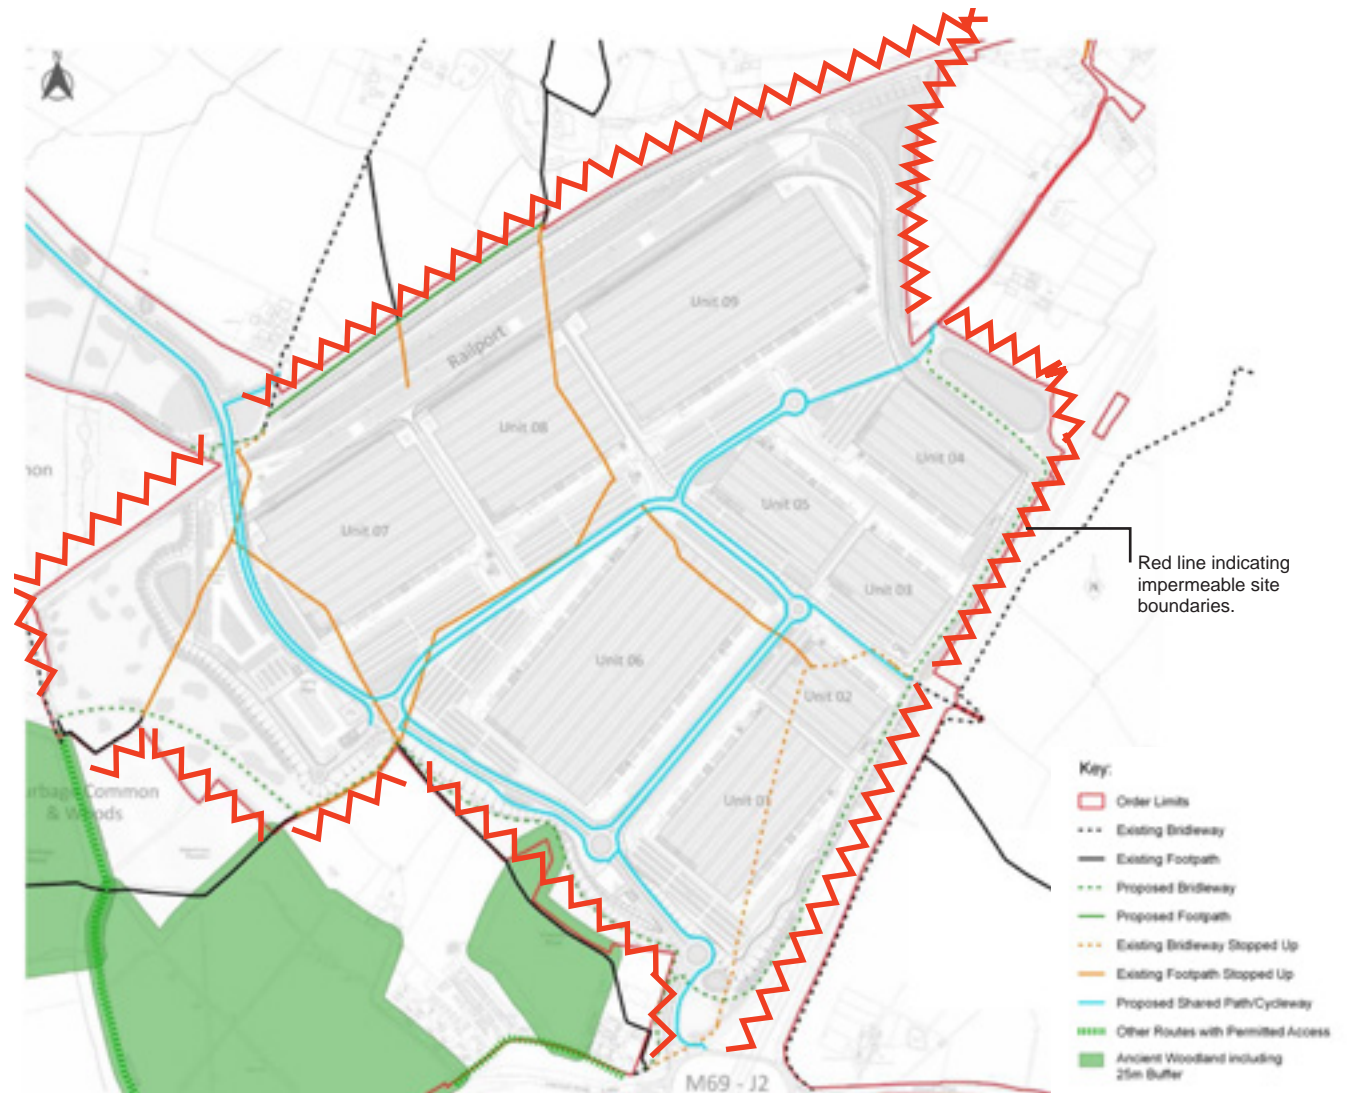 N
Unit 09
Railport
Unit 08
Unit 04
Unit 05
Unit 07
Unit 03
Red line indicating
impermeable site
boundaries.
Unit 06
Unit 02
Common
& Woods
Unit 01
Key:
Order Limits
Existing Bridleway
Existing Footpath
Proposed Bridleway
Proposed Footpath
Existing Bridleway Stopped Up
Existing Footpath Stopped Up
Proposed Shared Path/Cycleway
Other Routes with Permitted Access
Ancient Woodland including
25m Buffer
M69 - J2